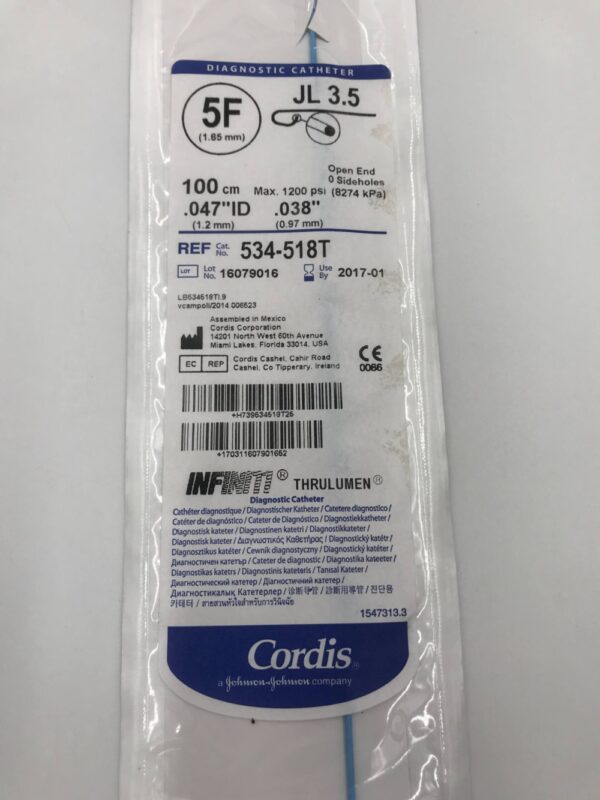 DIAGNOSTIC CATHETER
5F
(1.65 mm)
JL 3.5
Open End
0 Sideholes
100 cm Max. 1200 psi (8274 kPa)
.047"ID .038"
(1.2 mm) (0.97 mm)
REF Cat. No. 534-518T
LOT Lot No. 16079016 Use By 2017-01
LB534518TI.9
vcampoli/2014 006623
Assembled in Mexico
Cordis Corporation
14201 North West 60th Avenue
Miami Lakes, Florida 33014, USA
EC REP Cordis Cashel, Cahir Road
Cashel, Co Tipperary, Ireland
CE
0086
+H739534518T26
+170311607901652
INFINITI® THRULUMEN®
Diagnostic Catheter
Cathéter diagnostique / Diagnostischer Katheter / Catetere diagnostico /
Catéter de diagnóstico / Cateter de Diagnóstico / Diagnostiekkatheter /
Diagnostisk kateter / Diagnostinen katetri / Diagnostikkateter /
Diagnostisk kateter / Διαγνωστικός Καθετήρας / Diagnostický katétr /
Diagnosztikus katéter / Cewnik diagnostyczny / Diagnostický katéter /
Диагностичен катетър / Cateter de diagnostic / Diagnostika kateeter /
Diagnostikas katetrs / Diagnostinis kateteris / Tanısal Kateter /
Диагностический катетер / Діагностичний катетер /
Диагностикалық Катетерлер / 诊断导管 / 診斷用導管 / 진단용
카테터 / สายสวนหัวใจสำหรับการวินิจฉัย
1547313.3
Cordis®
a Johnson & Johnson company